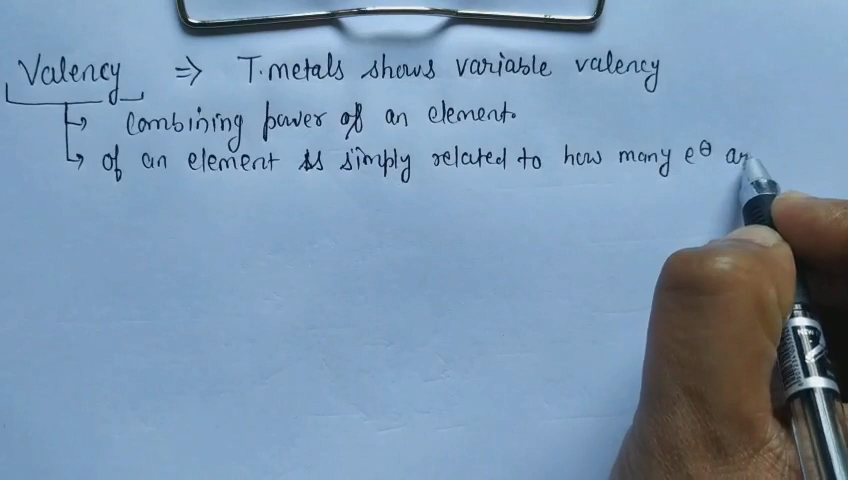 Valency ⇒ T.metals shows variable valency
↳ Combining power of an element.
↳ of an element is simply related to how many e⊖ ar